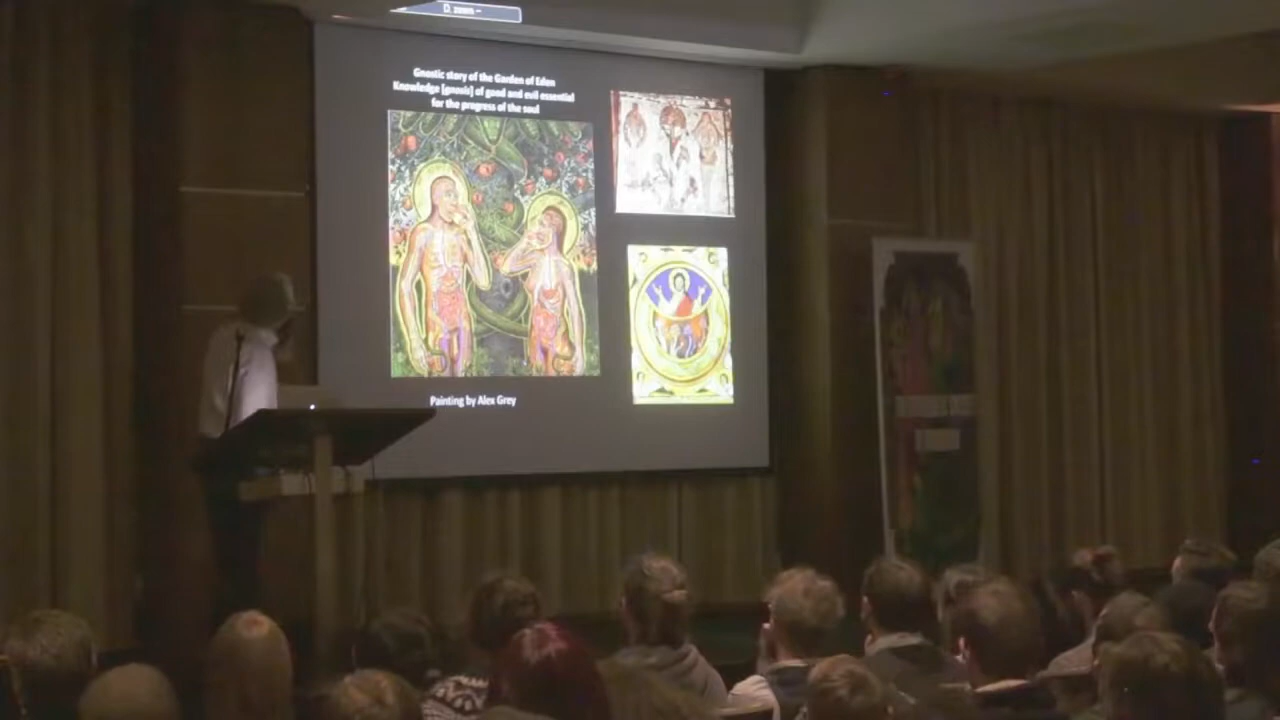 Gnostic story of the Garden of Eden
Knowledge [gnosis] of good and evil essential
for the progress of the soul
Painting by Alex Grey